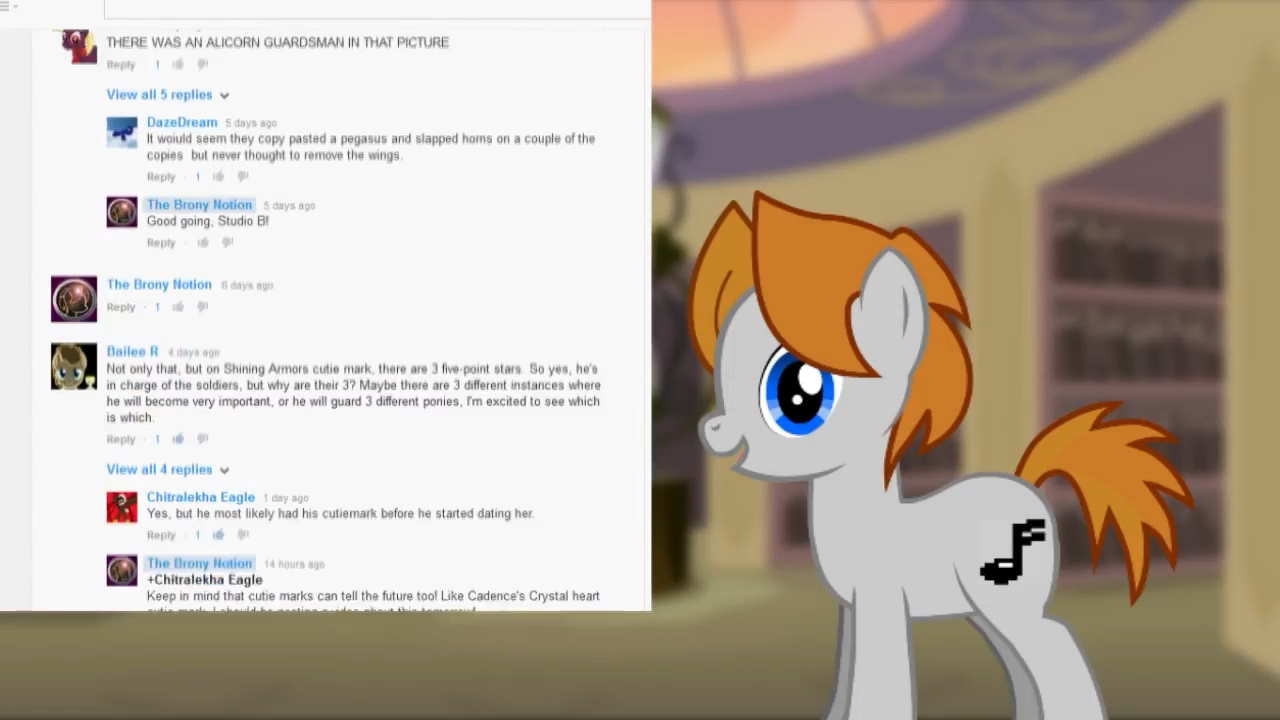 THERE WAS AN ALICORN GUARDSMAN IN THAT PICTURE
Reply 1
View all 5 replies
DazeDream 5 days ago
It woiuld seem they copy pasted a pegasus and slapped horns on a couple of the
copies but never thought to remove the wings.
Reply · 1
The Brony Notion 5 days ago
Good going, Studio B!
Reply ·
The Brony Notion 6 days ago
Reply · 1
Bailee R 4 days ago
Not only that, but on Shining Armors cutie mark, there are 3 five-point stars. So yes, he's
in charge of the soldiers, but why are their 3? Maybe there are 3 different instances where
he will become very important, or he will guard 3 different ponies, I'm excited to see which
is which.
Reply · 1
View all 4 replies
Chitralekha Eagle 1 day ago
Yes, but he most likely had his cutiemark before he started dating her.
Reply · 1
The Brony Notion 14 hours ago
+Chitralekha Eagle
Keep in mind that cutie marks can tell the future too! Like Cadence's Crystal heart